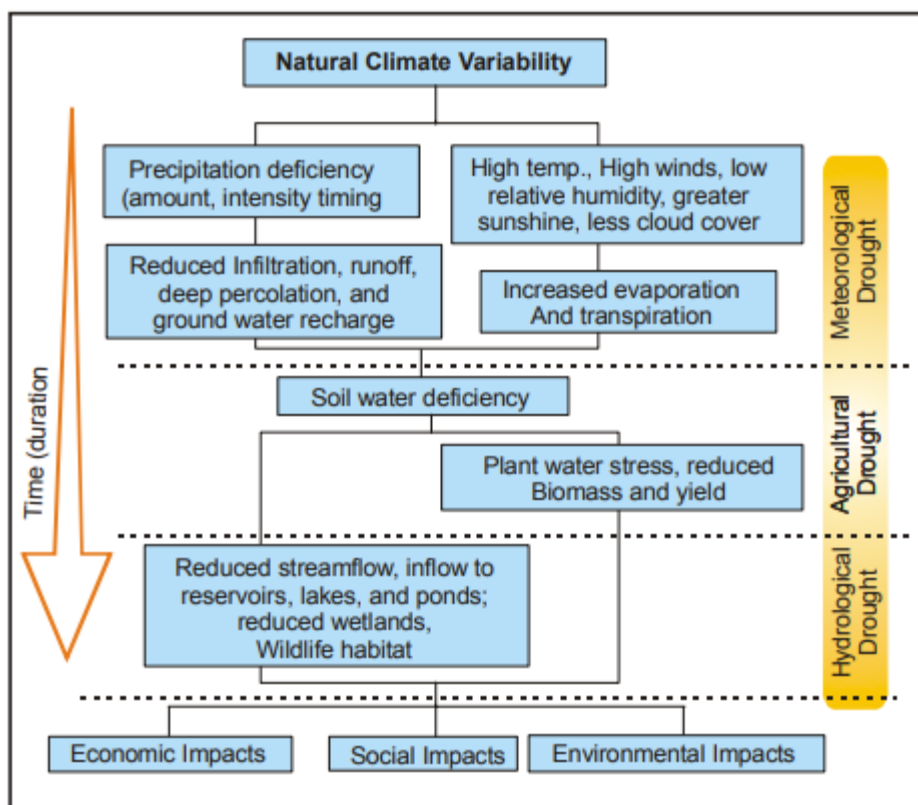 Natural Climate Variability
Precipitation deficiency
(amount, intensity timing
High temp., High winds, low
relative humidity, greater
sunshine, less cloud cover
Reduced Infiltration, runoff,
deep percolation, and
ground water recharge
Increased evaporation
And transpiration
Meteorological
Drought
Soil water deficiency
Plant water stress, reduced
Biomass and yield
Agricultural
Drought
Time (duration
Reduced streamflow, inflow to
reservoirs, lakes, and ponds;
reduced wetlands,
Wildlife habitat
Hydrological
Drought
Economic Impacts
Social Impacts
Environmental Impacts